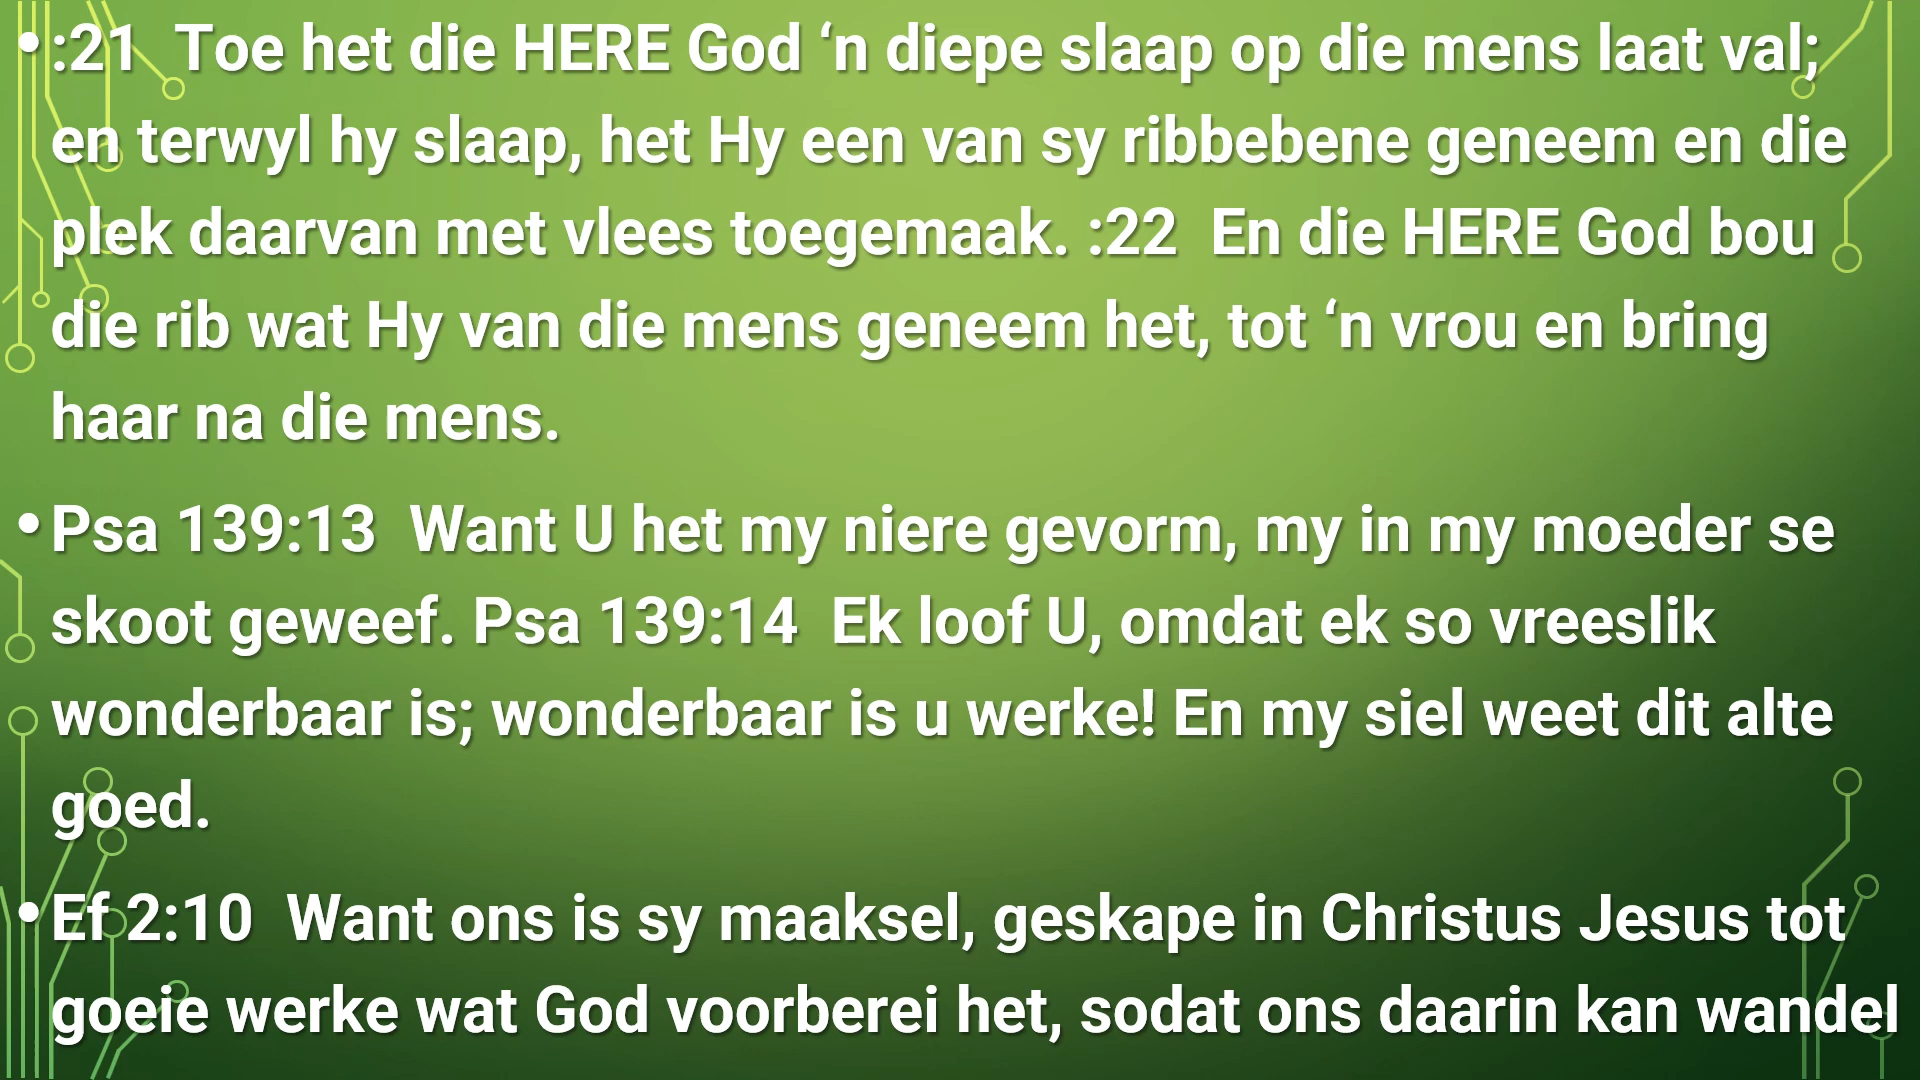 • :21  Toe het die HERE God ‘n diepe slaap op die mens laat val;
en terwyl hy slaap, het Hy een van sy ribbebene geneem en die
plek daarvan met vlees toegemaak. :22  En die HERE God bou
die rib wat Hy van die mens geneem het, tot ‘n vrou en bring
haar na die mens.
• Psa 139:13  Want U het my niere gevorm, my in my moeder se
skoot geweef. Psa 139:14  Ek loof U, omdat ek so vreeslik
wonderbaar is; wonderbaar is u werke! En my siel weet dit alte
goed.
• Ef 2:10  Want ons is sy maaksel, geskape in Christus Jesus tot
goeie werke wat God voorberei het, sodat ons daarin kan wandel